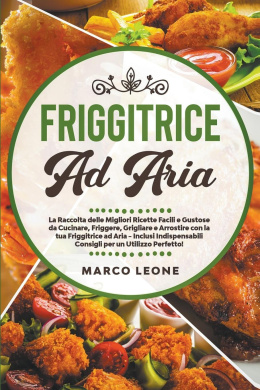 FRIGGITRICE
Ad Aria
La Raccolta delle Migliori Ricette Facili e Gustose
da Cucinare, Friggere, Grigliare e Arrostire con la
tua Friggitrice ad Aria - Inclusi Indispensabili
Consigli per un Utilizzo Perfetto!
MARCO LEONE